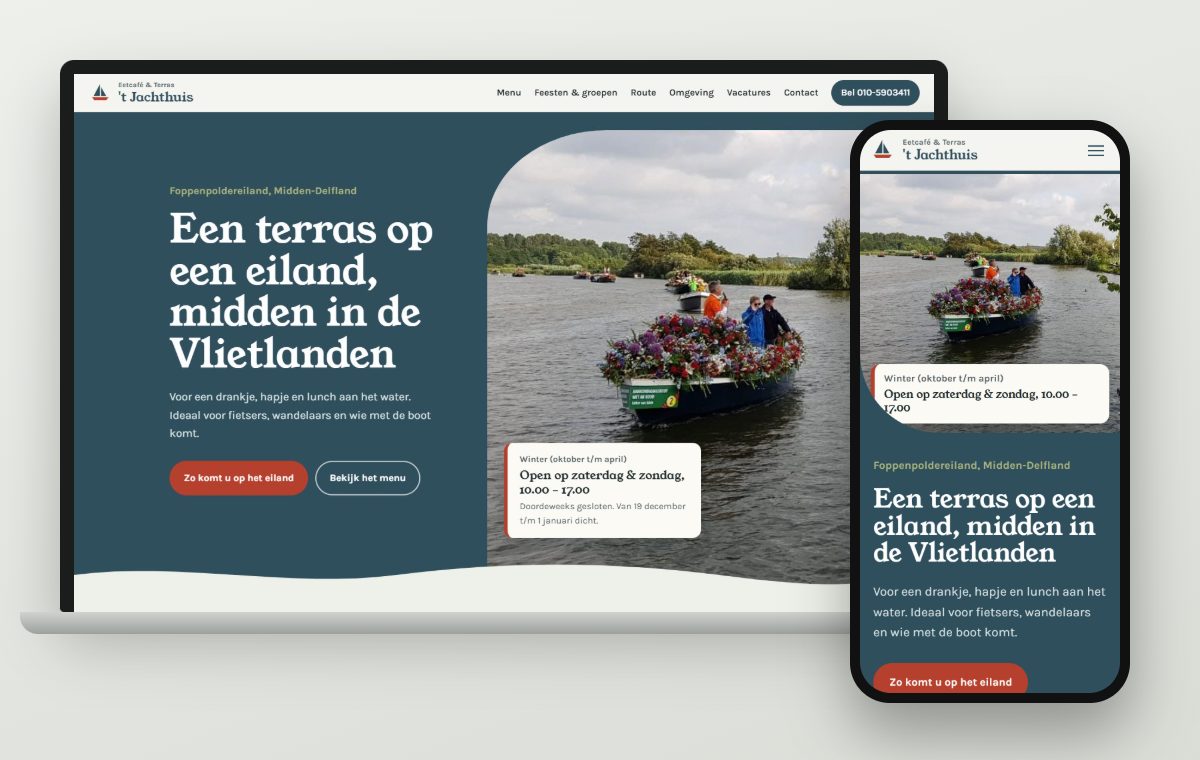 Eetcafé & Terras
't Jachthuis
Menu Feesten & groepen Route Omgeving Vacatures Contact Bel 010-5903411
Foppenpoldereiland, Midden-Delfland
Een terras op
een eiland,
midden in de
Vlietlanden
Voor een drankje, hapje en lunch aan het water.
Ideaal voor fietsers, wandelaars en wie met de boot
komt.
Zo komt u op het eiland
Bekijk het menu
Winter (oktober t/m april)
Open op zaterdag & zondag,
10.00 – 17.00
Doordeweeks gesloten. Van 19 december
t/m 1 januari dicht.
Eetcafé & Terras
't Jachthuis
Winter (oktober t/m april)
Open op zaterdag & zondag, 10.00 –
17.00
Foppenpoldereiland, Midden-Delfland
Een terras op een
eiland, midden in
de Vlietlanden
Voor een drankje, hapje en lunch aan het
water. Ideaal voor fietsers, wandelaars
en wie met de boot komt.
Zo komt u op het eiland